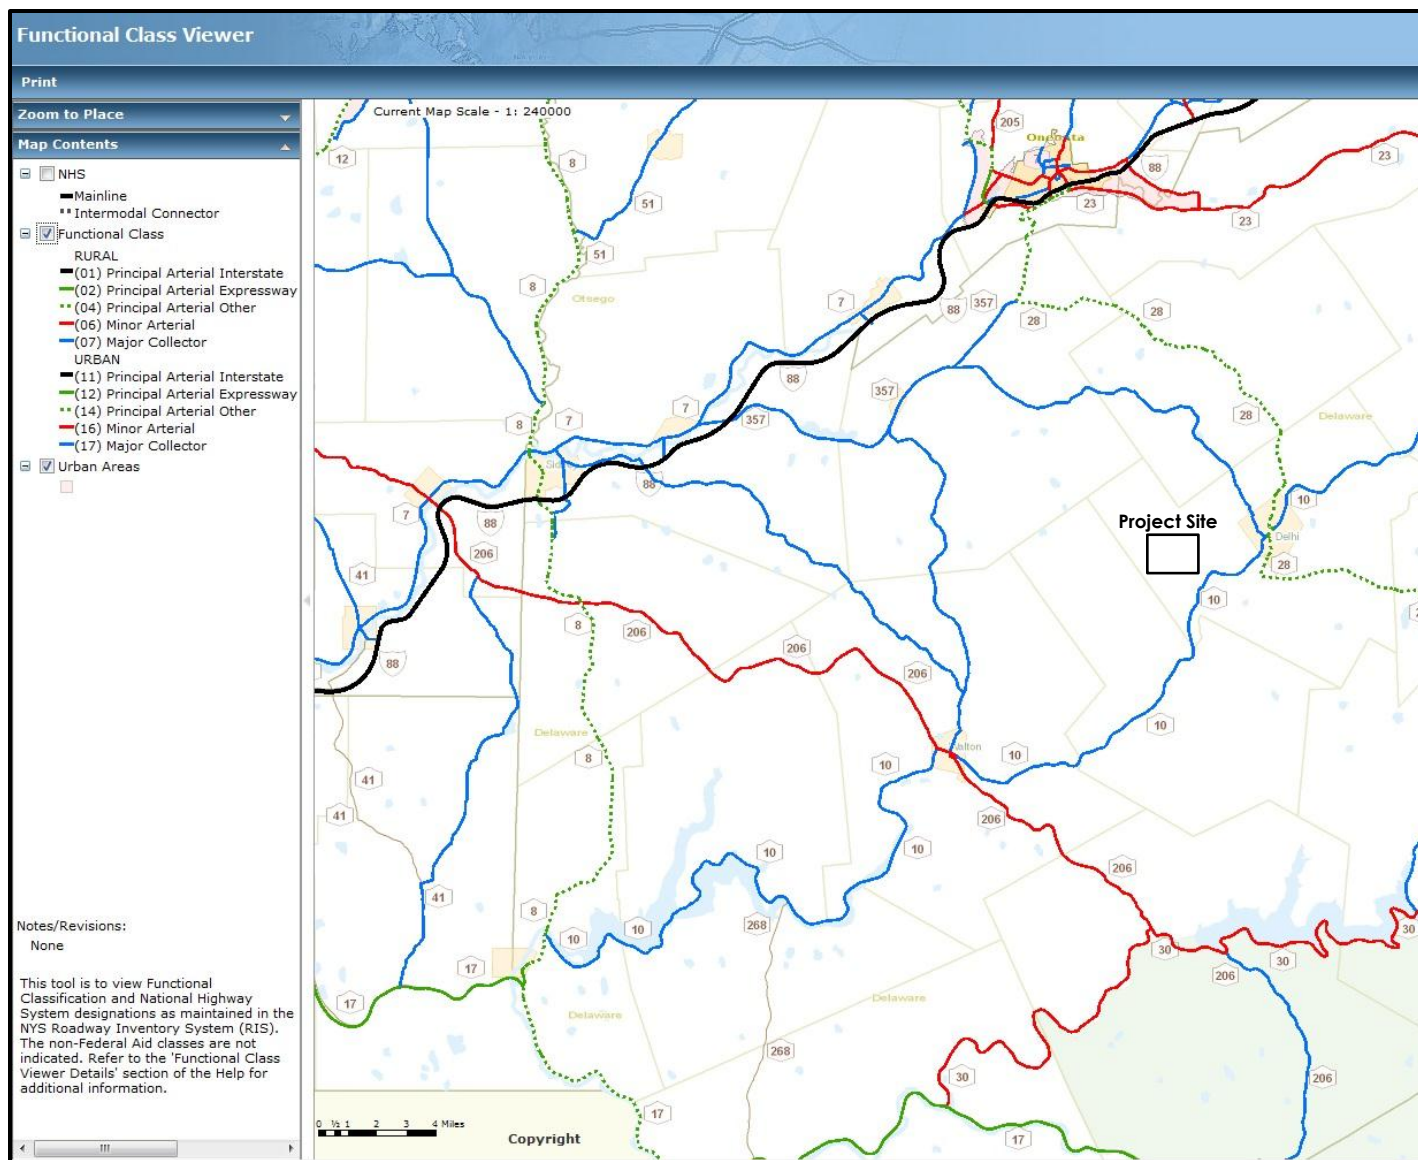 Functional Class Viewer
Print
Zoom to Place
Map Contents
NHS
Mainline
Intermodal Connector
Functional Class
RURAL
(01) Principal Arterial Interstate
(02) Principal Arterial Expressway
(04) Principal Arterial Other
(06) Minor Arterial
(07) Major Collector
URBAN
(11) Principal Arterial Interstate
(12) Principal Arterial Expressway
(14) Principal Arterial Other
(16) Minor Arterial
(17) Major Collector
Urban Areas
Notes/Revisions:
None
This tool is to view Functional
Classification and National Highway
System designations as maintained in the
NYS Roadway Inventory System (RIS).
The non-Federal Aid classes are not
indicated. Refer to the 'Functional Class
Viewer Details' section of the Help for
additional information.
Current Map Scale - 1: 240000
205
12
8
23
88
51
23
23
51
8
Otsego
7
88
357
28
28
88
357
7
357
28
Delaware
8
7
88
10
7
88
Project Site
Delhi
206
41
28
10
8
206
206
88
206
10
Delaware
8
10
10
41
41
206
10
10
206
41
8
10
10
268
30
17
30
30
206
17
Delaware
Delaware
268
30
206
17
17
0 ½ 1 2 3 4 Miles
Copyright